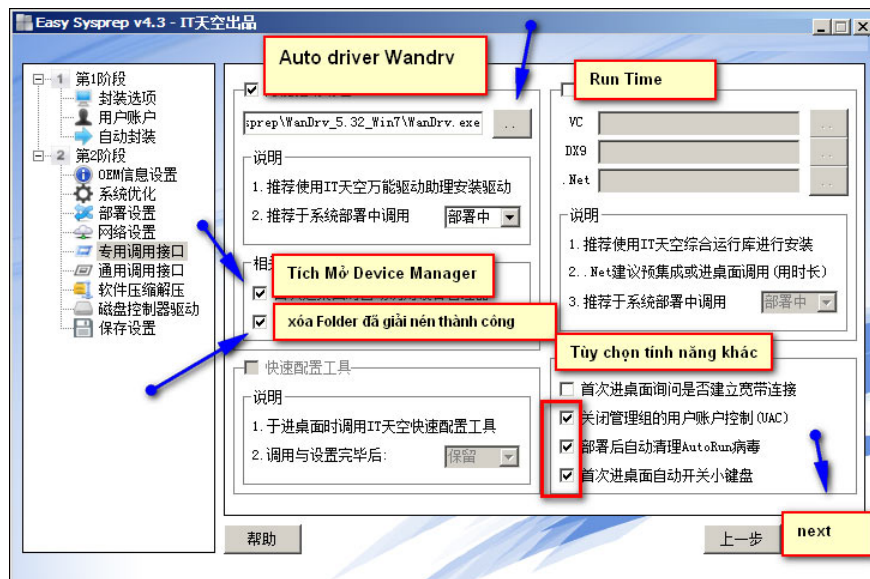 Easy Sysprep v4.3 - IT天空出品
1 第1阶段
封装选项
用户账户
自动封装
2 第2阶段
OEM信息设置
系统优化
部署设置
网络设置
专用调用接口
通用调用接口
软件压缩解压
磁盘控制器驱动
保存设置
Auto driver Wandrv
sprep\WanDrv_5.32_Win7\WanDrv.exe
..
说明
1.推荐使用IT天空万能驱动助理安装驱动
2.推荐于系统部署中调用 部署中
相关
Tích Mở Device Manager
xóa Folder đã giải nén thành công
快速配置工具
说明
1.于进桌面时调用IT天空快速配置工具
2.调用与设置完毕后: 保留
Run Time
VC ..
DX9 ..
.Net ..
说明
1.推荐使用IT天空综合运行库进行安装
2..Net建议预集成或进桌面调用(用时长)
3.推荐于系统部署中调用 部署中
Tùy chọn tính năng khác
首次进桌面询问是否建立宽带连接
关闭管理组的用户账户控制(UAC)
部署后自动清理AutoRun病毒
首次进桌面自动开关小键盘
帮助
上一步
next